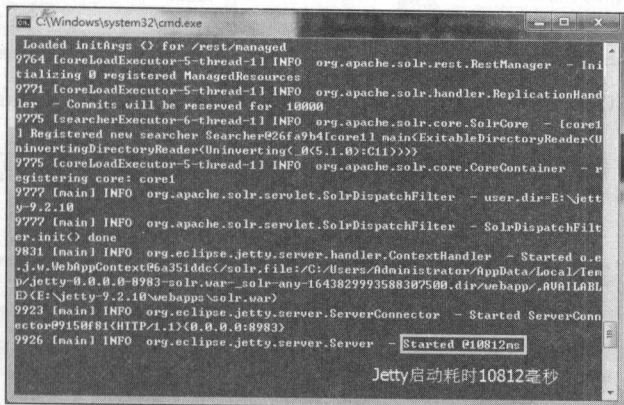 C:\Windows\system32\cmd.exe
Loaded initArgs {} for /rest/managed
9764 [coreLoadExecutor-5-thread-1] INFO  org.apache.solr.rest.RestManager  – Ini
tializing 0 registered ManagedResources
9771 [coreLoadExecutor-5-thread-1] INFO  org.apache.solr.handler.ReplicationHand
ler  – Commits will be reserved for  10000
9775 [searcherExecutor-6-thread-1] INFO  org.apache.solr.core.SolrCore  – [core1
] Registered new searcher Searcher@26fa9b4[core1] main{ExitableDirectoryReader(U
ninvertingDirectoryReader(Uninverting(_0(5.1.0):C11)))}
9775 [coreLoadExecutor-5-thread-1] INFO  org.apache.solr.core.CoreContainer  – r
egistering core: core1
9777 [main] INFO  org.apache.solr.servlet.SolrDispatchFilter  – user.dir=E:\jett
y-9.2.10
9777 [main] INFO  org.apache.solr.servlet.SolrDispatchFilter  – SolrDispatchFilt
er.init() done
9831 [main] INFO  org.eclipse.jetty.server.handler.ContextHandler  – Started o.e
.j.w.WebAppContext@6a351ddc{/solr,file:/C:/Users/Administrator/AppData/Local/Tem
p/jetty-0.0.0.0-8983-solr.war-_solr-any-1643829993588307500.dir/webapp/,AVAILABL
E}{E:\jetty-9.2.10\webapps\solr.war}
9923 [main] INFO  org.eclipse.jetty.server.ServerConnector  – Started ServerConn
ector@9150f81{HTTP/1.1}{0.0.0.0:8983}
9926 [main] INFO  org.eclipse.jetty.server.Server  – Started @10812ms
Jetty启动耗时10812毫秒